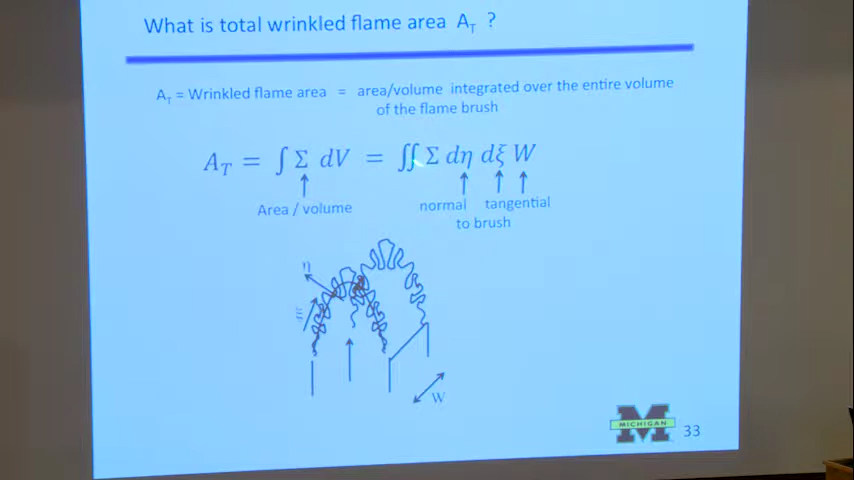 What is total wrinkled flame area A_T ?
A_T = Wrinkled flame area = area/volume integrated over the entire volume
of the flame brush
A_T = ∫ Σ dV = ∬ Σ dη dξ W
Area / volume
normal tangential
to brush
η
ξ
W
M
MICHIGAN
33